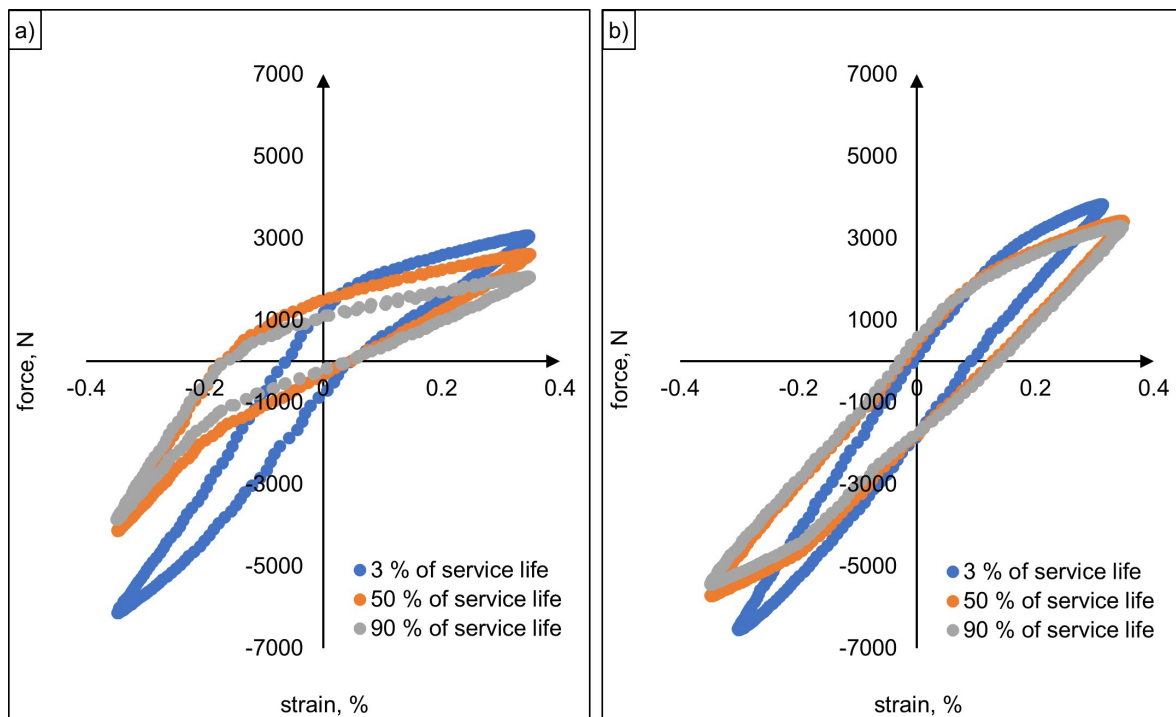 a)
7000
5000
3000
1000
-0.4 -0.2 0 0.2 0.4
-1000
-3000
-5000
-7000
force, N
strain, %
3 % of service life
50 % of service life
90 % of service life
b)
7000
5000
3000
1000
-0.4 -0.2 0 0.2 0.4
-1000
-3000
-5000
-7000
force, N
strain, %
3 % of service life
50 % of service life
90 % of service life